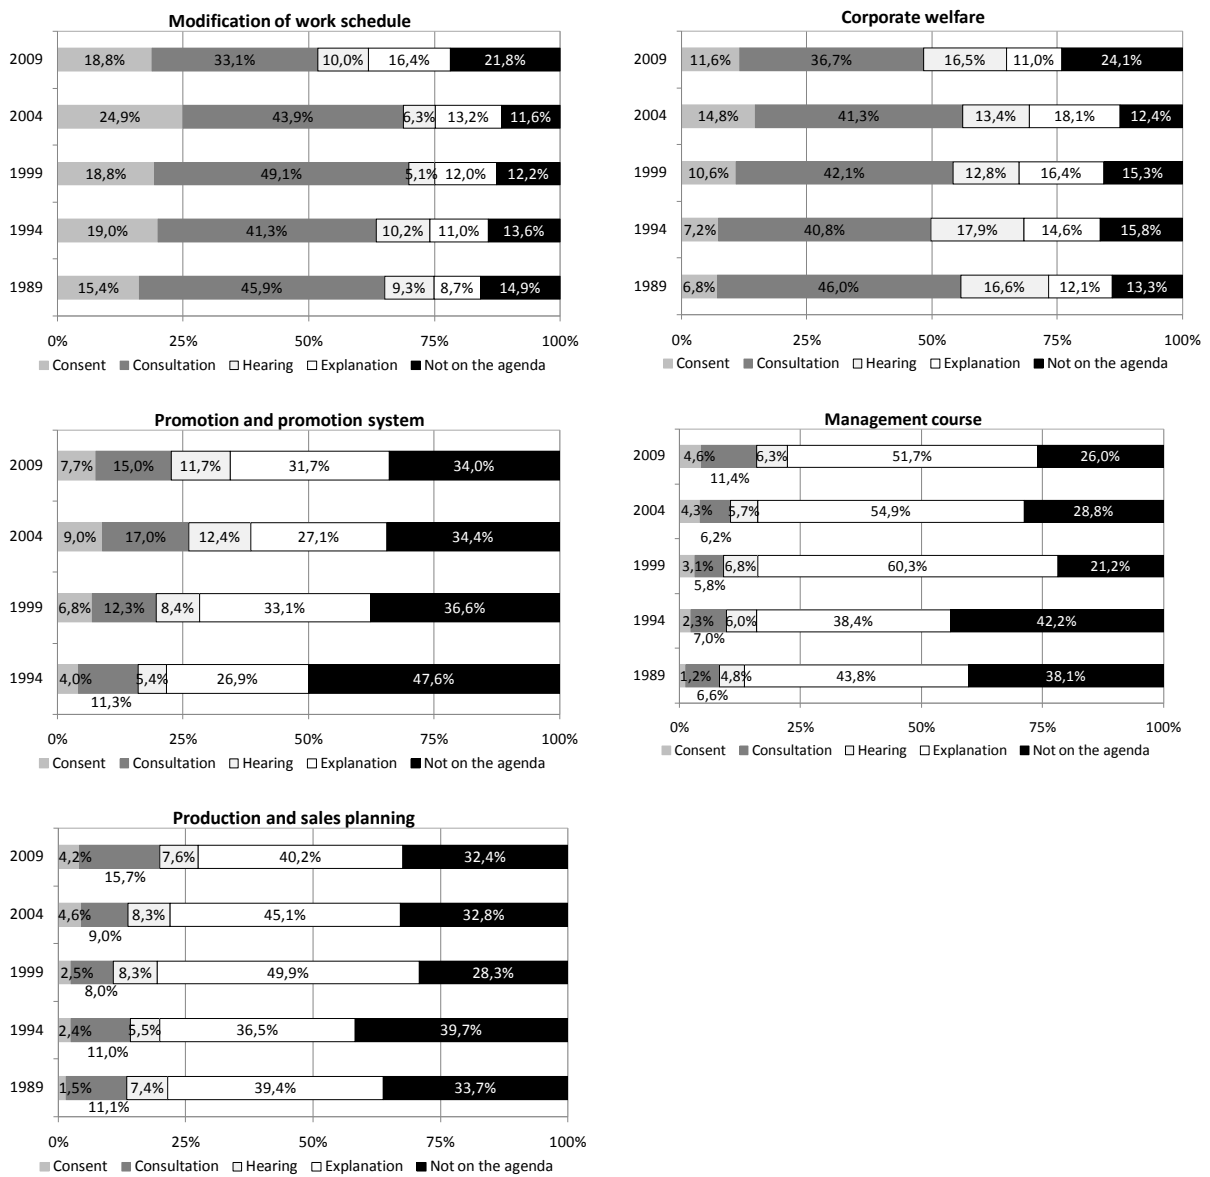 Modification of work schedule
2009 18,8% 33,1% 10,0% 16,4% 21,8%
2004 24,9% 43,9% 6,3% 13,2% 11,6%
1999 18,8% 49,1% 5,1% 12,0% 12,2%
1994 19,0% 41,3% 10,2% 11,0% 13,6%
1989 15,4% 45,9% 9,3% 8,7% 14,9%
0% 25% 50% 75% 100%
Consent Consultation Hearing Explanation Not on the agenda
Corporate welfare
2009 11,6% 36,7% 16,5% 11,0% 24,1%
2004 14,8% 41,3% 13,4% 18,1% 12,4%
1999 10,6% 42,1% 12,8% 16,4% 15,3%
1994 7,2% 40,8% 17,9% 14,6% 15,8%
1989 6,8% 46,0% 16,6% 12,1% 13,3%
0% 25% 50% 75% 100%
Consent Consultation Hearing Explanation Not on the agenda
Promotion and promotion system
2009 7,7% 15,0% 11,7% 31,7% 34,0%
2004 9,0% 17,0% 12,4% 27,1% 34,4%
1999 6,8% 12,3% 8,4% 33,1% 36,6%
1994 4,0% 5,4% 26,9% 47,6%
11,3%
0% 25% 50% 75% 100%
Consent Consultation Hearing Explanation Not on the agenda
Management course
2009 4,6% 6,3% 51,7% 26,0%
11,4%
2004 4,3% 5,7% 54,9% 28,8%
6,2%
1999 3,1% 6,8% 60,3% 21,2%
5,8%
1994 2,3% 6,0% 38,4% 42,2%
7,0%
1989 1,2% 4,8% 43,8% 38,1%
6,6%
0% 25% 50% 75% 100%
Consent Consultation Hearing Explanation Not on the agenda
Production and sales planning
2009 4,2% 7,6% 40,2% 32,4%
15,7%
2004 4,6% 8,3% 45,1% 32,8%
9,0%
1999 2,5% 8,3% 49,9% 28,3%
8,0%
1994 2,4% 5,5% 36,5% 39,7%
11,0%
1989 1,5% 7,4% 39,4% 33,7%
11,1%
0% 25% 50% 75% 100%
Consent Consultation Hearing Explanation Not on the agenda